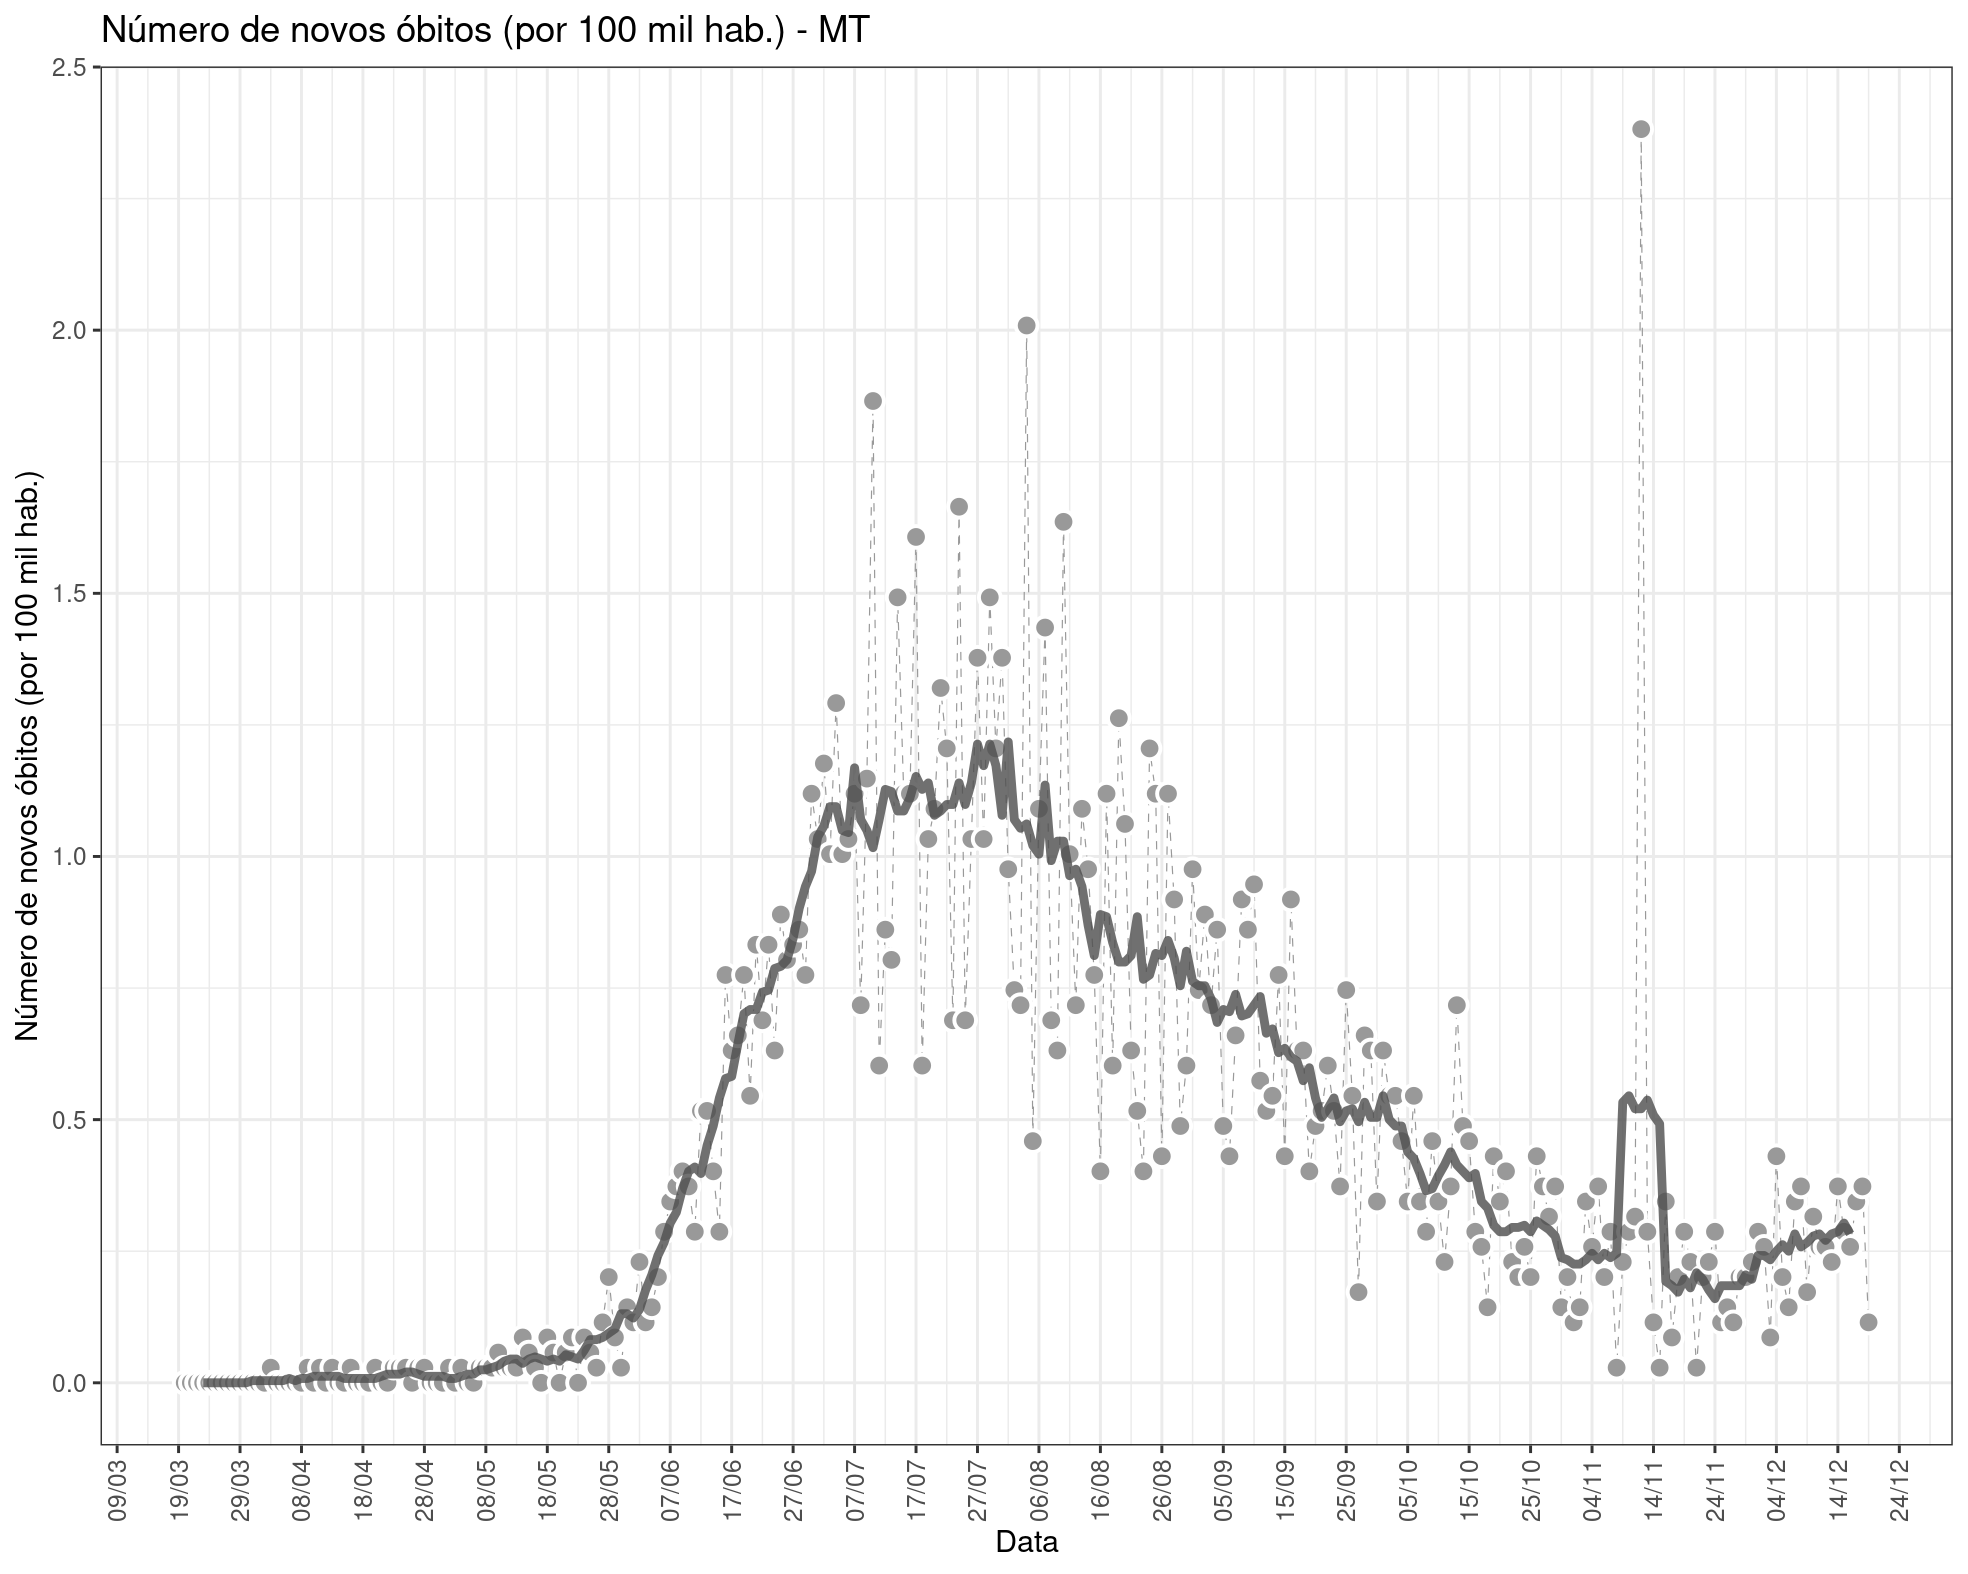 Número de novos óbitos (por 100 mil hab.) - MT
Número de novos óbitos (por 100 mil hab.)
2.5
2.0
1.5
1.0
0.5
0.0
09/03 19/03 29/03 08/04 18/04 28/04 08/05 18/05 28/05 07/06 17/06 27/06 07/07 17/07 27/07 06/08 16/08 26/08 05/09 15/09 25/09 05/10 15/10 25/10 04/11 14/11 24/11 04/12 14/12 24/12
Data